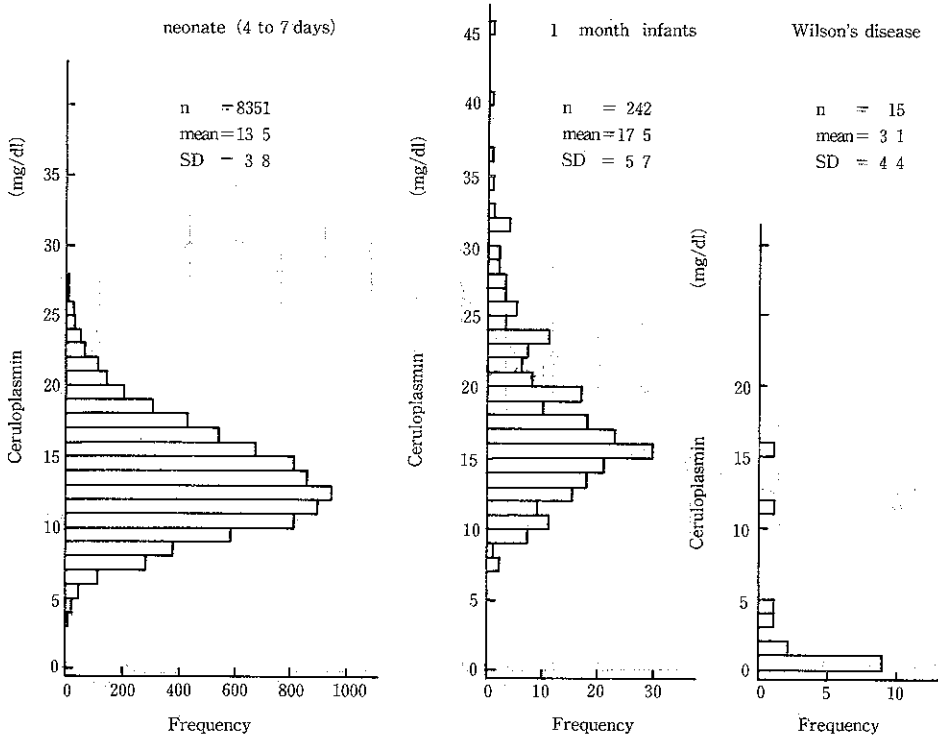 neonate (4 to 7 days)
n =8351
mean=13 5
SD - 3 8
(mg/dl)
Ceruloplasmin
35
30
25
20
15
10
5
0
0 200 400 600 800 1000
Frequency
1 month infants
n = 242
mean=17 5
SD = 5 7
(mg/dl)
Ceruloplasmin
45
40
35
30
25
20
15
10
5
0
0 10 20 30
Frequency
Wilson's disease
n = 15
mean= 3 1
SD = 4 4
(mg/dl)
Ceruloplasmin
20
15
10
5
0
0 5 10
Frequency